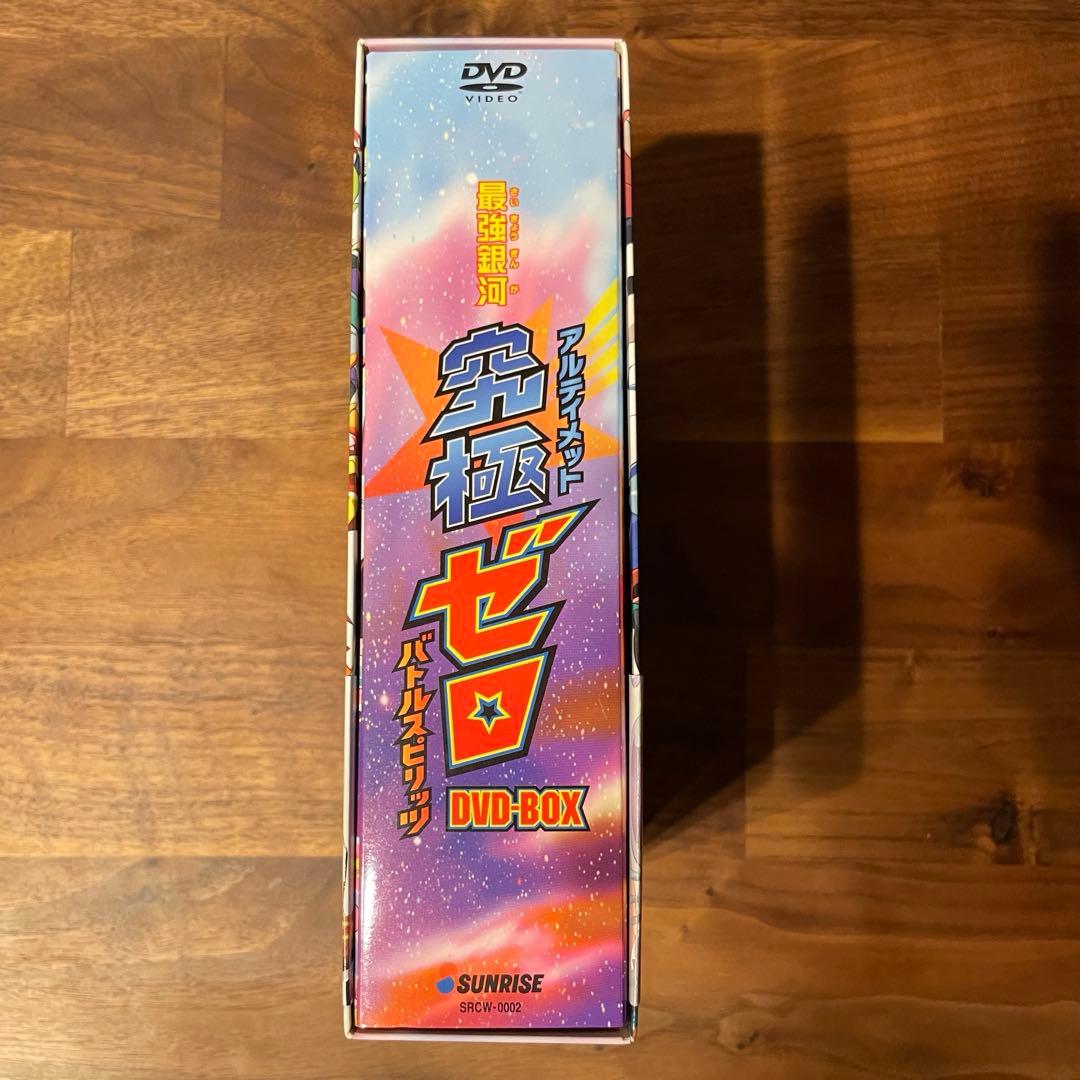 DVD
VIDEO
最強銀河
さいきょうぎんが
アルティメット
究極
ゼロ
バトルスピリッツ
DVD-BOX
SUNRISE
SRCW-0002